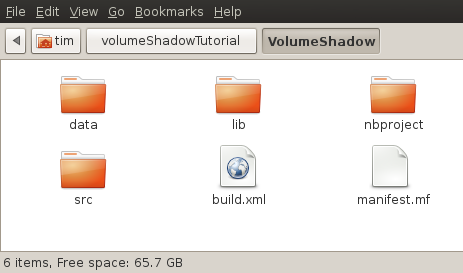 File Edit View Go Bookmarks Help
tim volumeShadowTutorial VolumeShadow
data lib nbproject
src build.xml manifest.mf
6 items, Free space: 65.7 GB